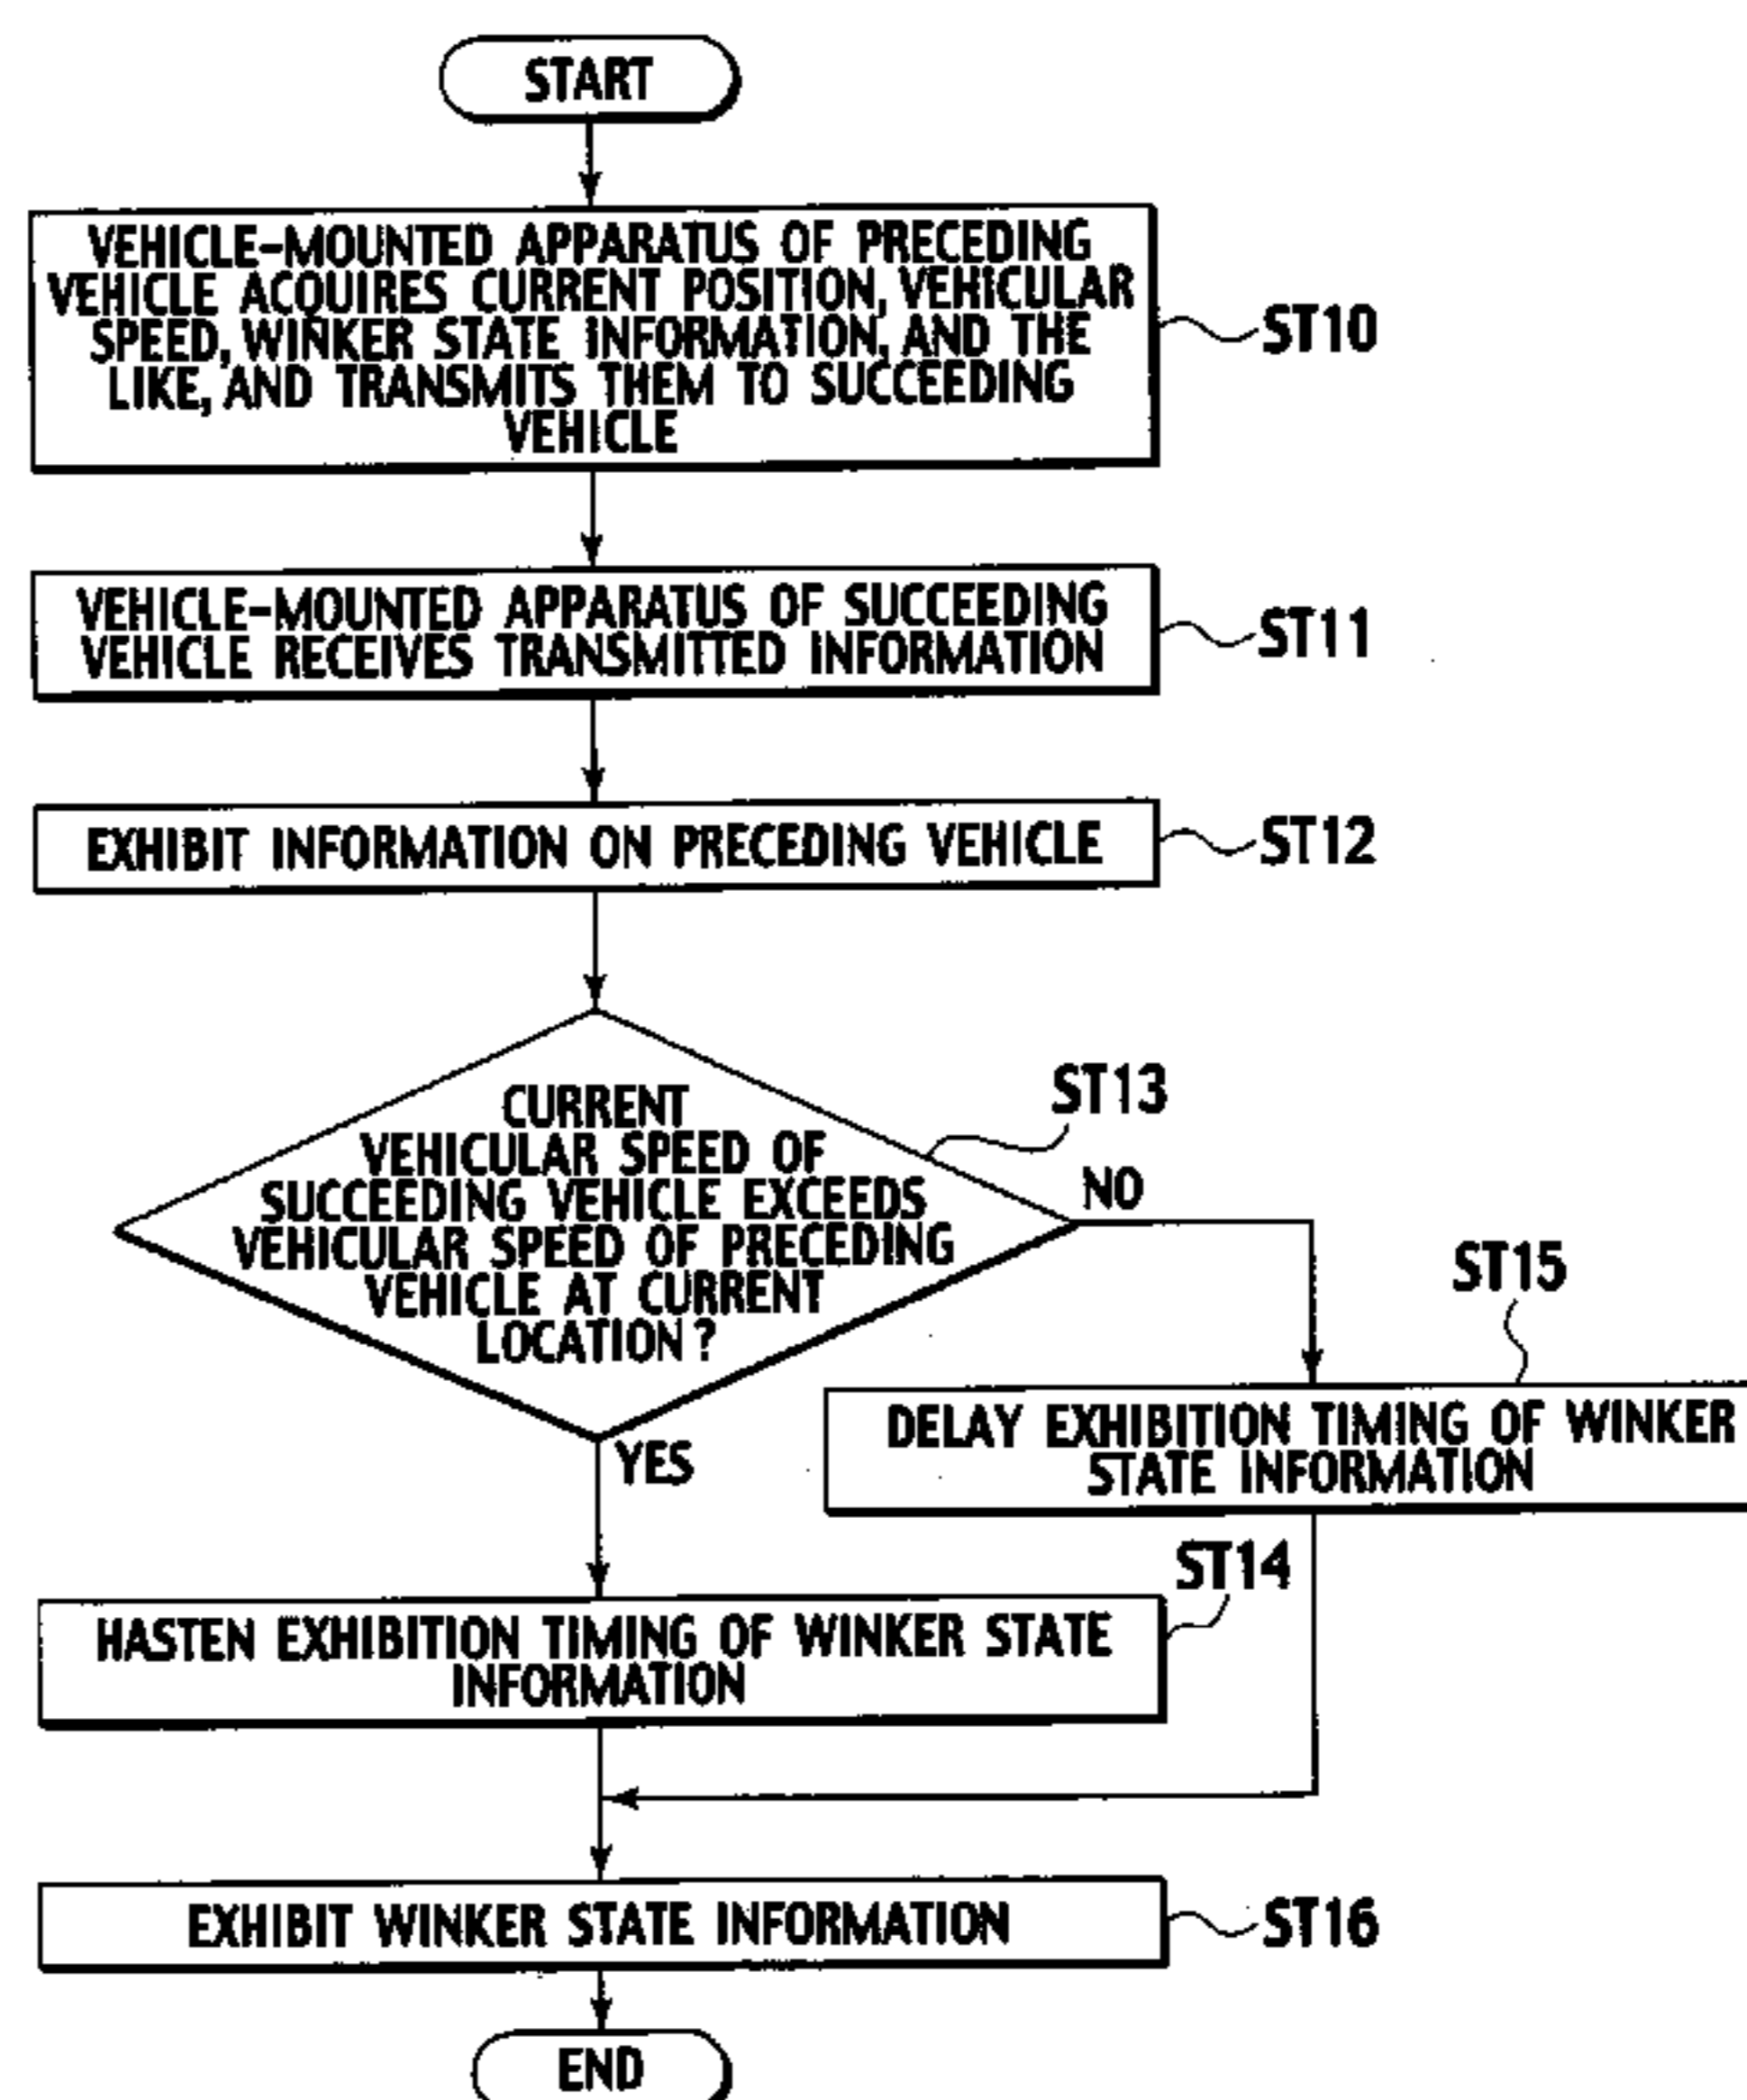 START
VEHICLE-MOUNTED APPARATUS OF PRECEDING
VEHICLE ACQUIRES CURRENT POSITION, VEHICULAR
SPEED, WINKER STATE INFORMATION, AND THE
LIKE, AND TRANSMITS THEM TO SUCCEEDING
VEHICLE
ST10
VEHICLE-MOUNTED APPARATUS OF SUCCEEDING
VEHICLE RECEIVES TRANSMITTED INFORMATION
ST11
EXHIBIT INFORMATION ON PRECEDING VEHICLE
ST12
CURRENT
VEHICULAR SPEED OF
SUCCEEDING VEHICLE EXCEEDS
VEHICULAR SPEED OF PRECEDING
VEHICLE AT CURRENT
LOCATION ?
ST13
NO
YES
ST15
DELAY EXHIBITION TIMING OF WINKER
STATE INFORMATION
ST14
HASTEN EXHIBITION TIMING OF WINKER STATE
INFORMATION
EXHIBIT WINKER STATE INFORMATION
ST16
END